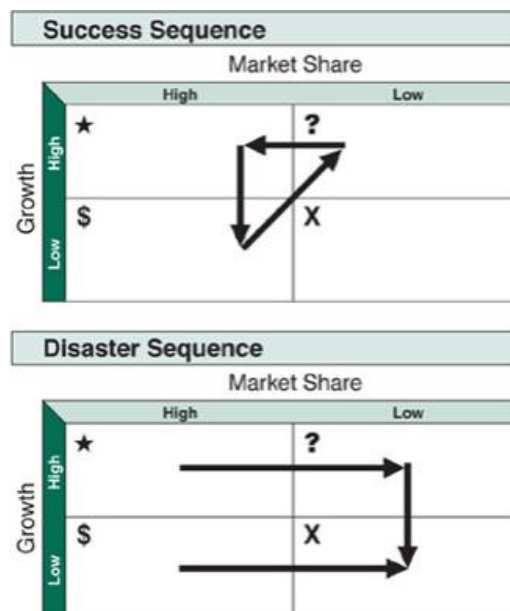 Success Sequence
Market Share
High Low
★ ?
Growth
High
$ X
Low
Disaster Sequence
Market Share
High Low
★ ?
Growth
High
$ X
Low